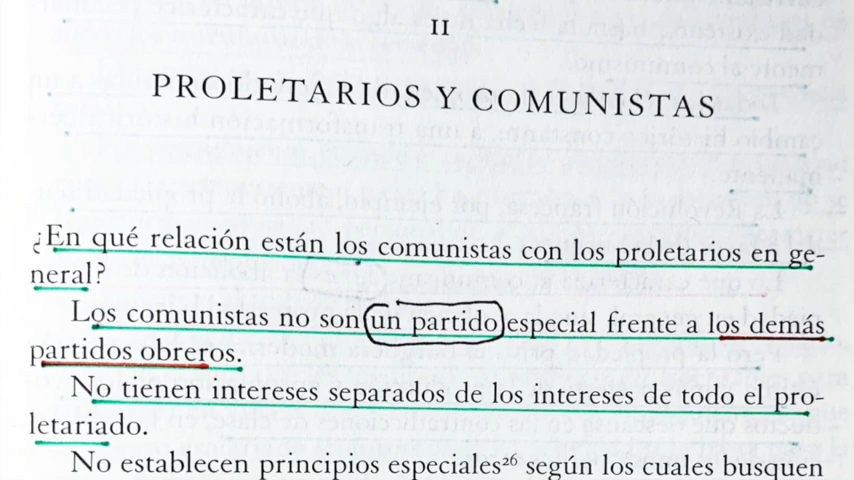 II
PROLETARIOS Y COMUNISTAS
¿En qué relación están los comunistas con los proletarios en ge-
neral?
Los comunistas no son un partido especial frente a los demás
partidos obreros.
No tienen intereses separados de los intereses de todo el pro-
letariado.
No establecen principios especiales²⁶ según los cuales busquen